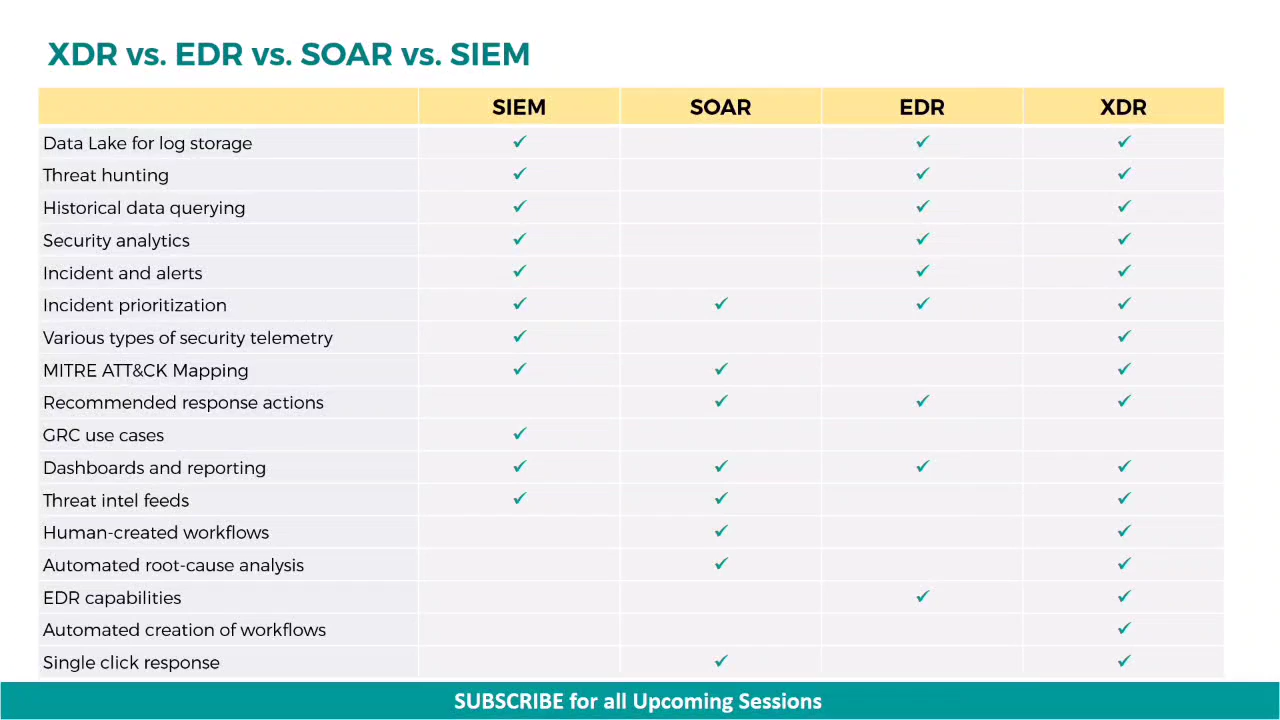 XDR vs. EDR vs. SOAR vs. SIEM
SIEM SOAR EDR XDR
Data Lake for log storage ✓ ✓ ✓
Threat hunting ✓ ✓ ✓
Historical data querying ✓ ✓ ✓
Security analytics ✓ ✓ ✓
Incident and alerts ✓ ✓ ✓
Incident prioritization ✓ ✓ ✓ ✓
Various types of security telemetry ✓ ✓
MITRE ATT&CK Mapping ✓ ✓ ✓
Recommended response actions ✓ ✓ ✓
GRC use cases ✓
Dashboards and reporting ✓ ✓ ✓ ✓
Threat intel feeds ✓ ✓ ✓
Human-created workflows ✓ ✓
Automated root-cause analysis ✓ ✓
EDR capabilities ✓ ✓
Automated creation of workflows ✓
Single click response ✓ ✓
SUBSCRIBE for all Upcoming Sessions